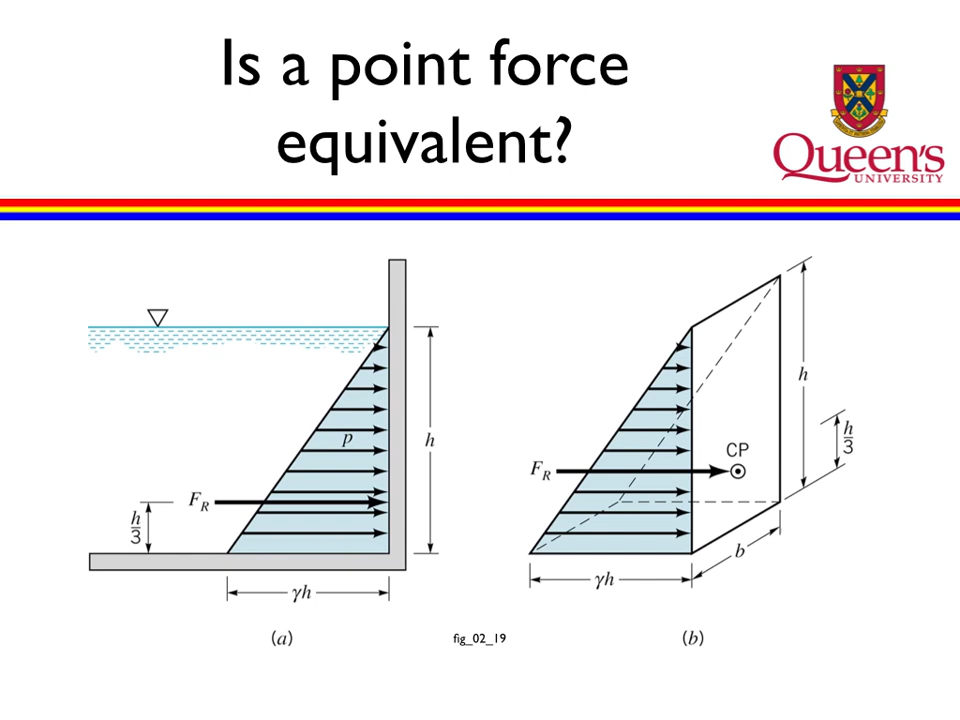 Is a point force
equivalent?
Queen's
UNIVERSITY
p
h
F_R
h
3
γh
(a)
fig_02_19
h
h
3
CP
F_R
b
γh
(b)